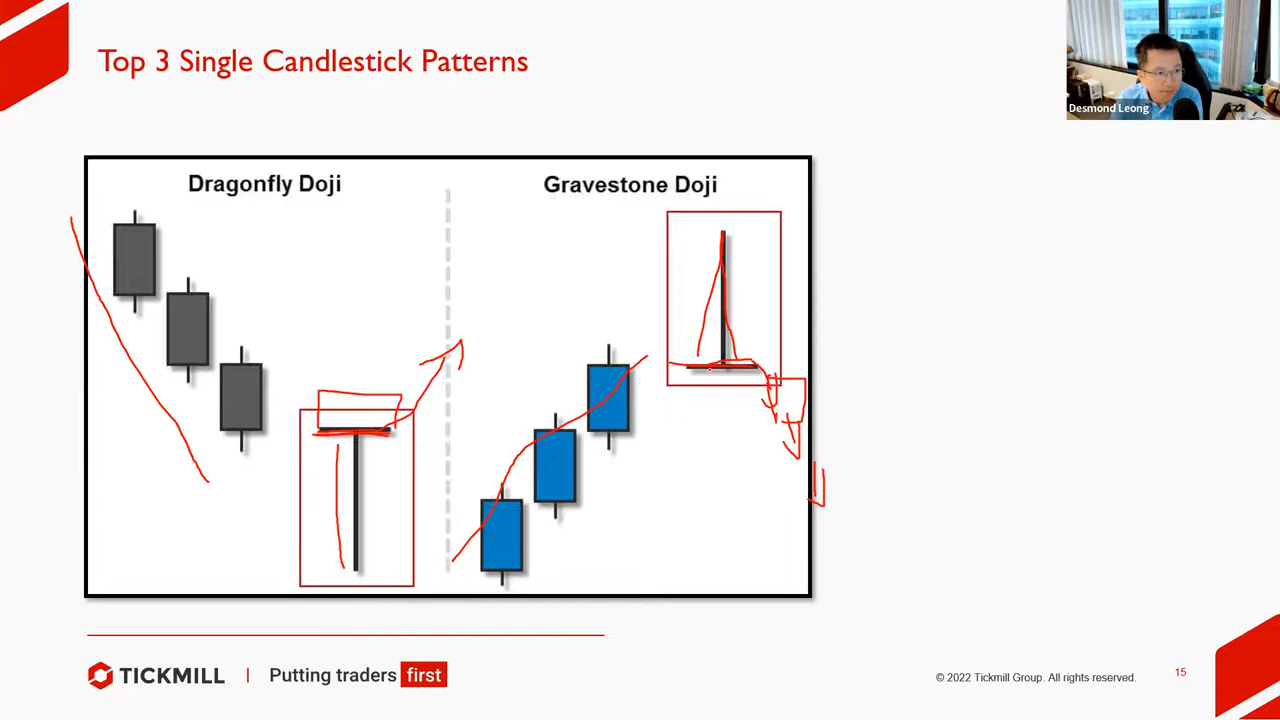 Top 3 Single Candlestick Patterns
Desmond Leong
Dragonfly Doji
Gravestone Doji
TICKMILL | Putting traders first
© 2022 Tickmill Group. All rights reserved.
15